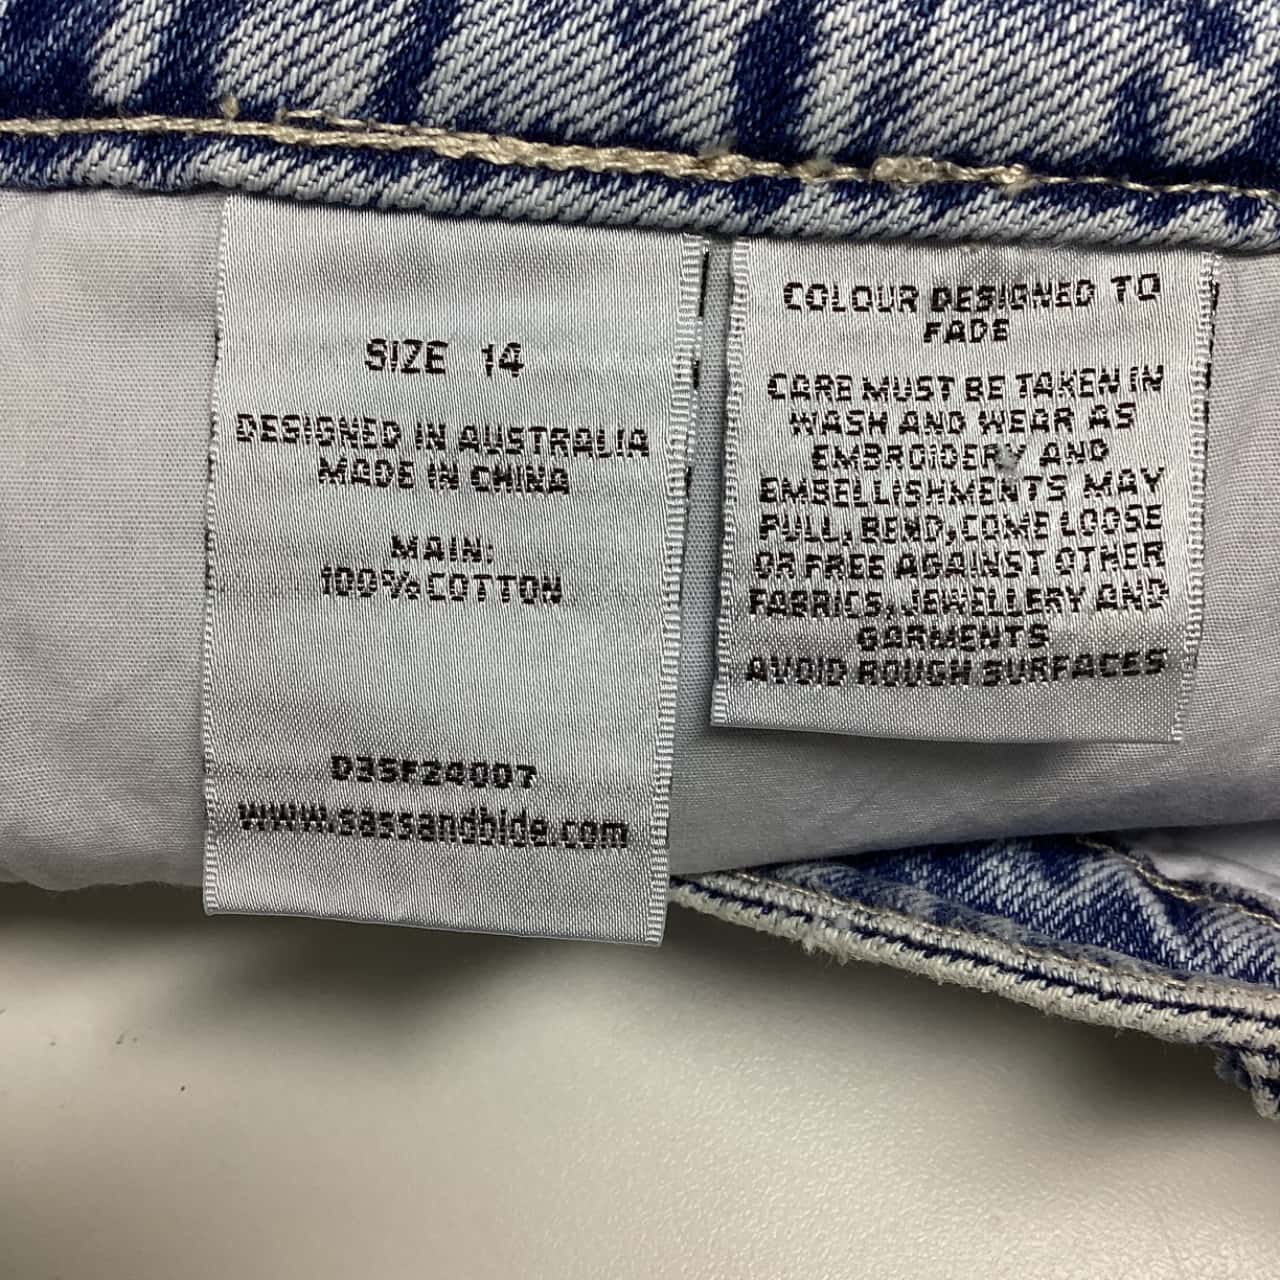 SIZE 14
DESIGNED IN AUSTRALIA
MADE IN CHINA
MAIN:
100% COTTON
D3SF24007
www.sassandbide.com
COLOUR DESIGNED TO
FADE
CARE MUST BE TAKEN IN
WASH AND WEAR AS
EMBROIDERY AND
EMBELLISHMENTS MAY
PULL, BEND, COME LOOSE
OR FREE AGAINST OTHER
FABRICS, JEWELLERY AND
GARMENTS
AVOID ROUGH SURFACES